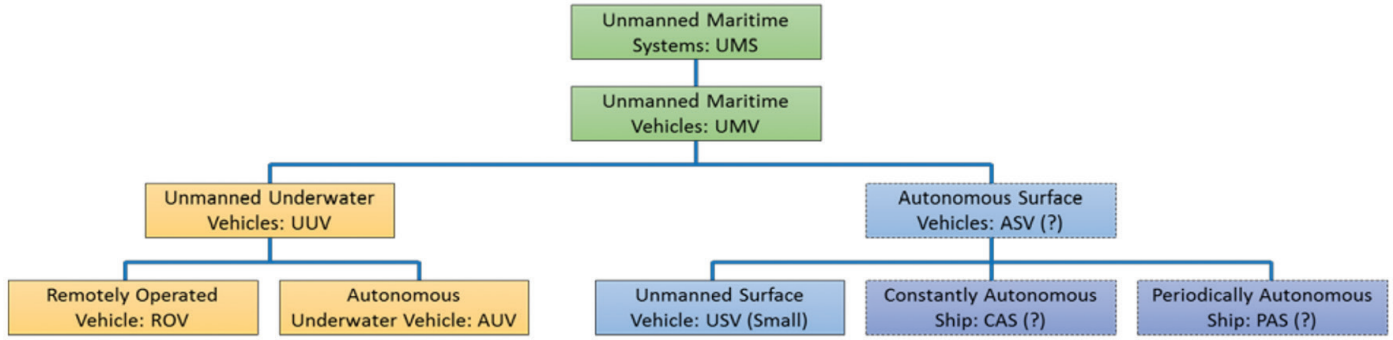 Unmanned Maritime
Systems: UMS
Unmanned Maritime
Vehicles: UMV
Unmanned Underwater
Vehicles: UUV
Autonomous Surface
Vehicles: ASV (?)
Remotely Operated
Vehicle: ROV
Autonomous
Underwater Vehicle: AUV
Unmanned Surface
Vehicle: USV (Small)
Constantly Autonomous
Ship: CAS (?)
Periodically Autonomous
Ship: PAS (?)